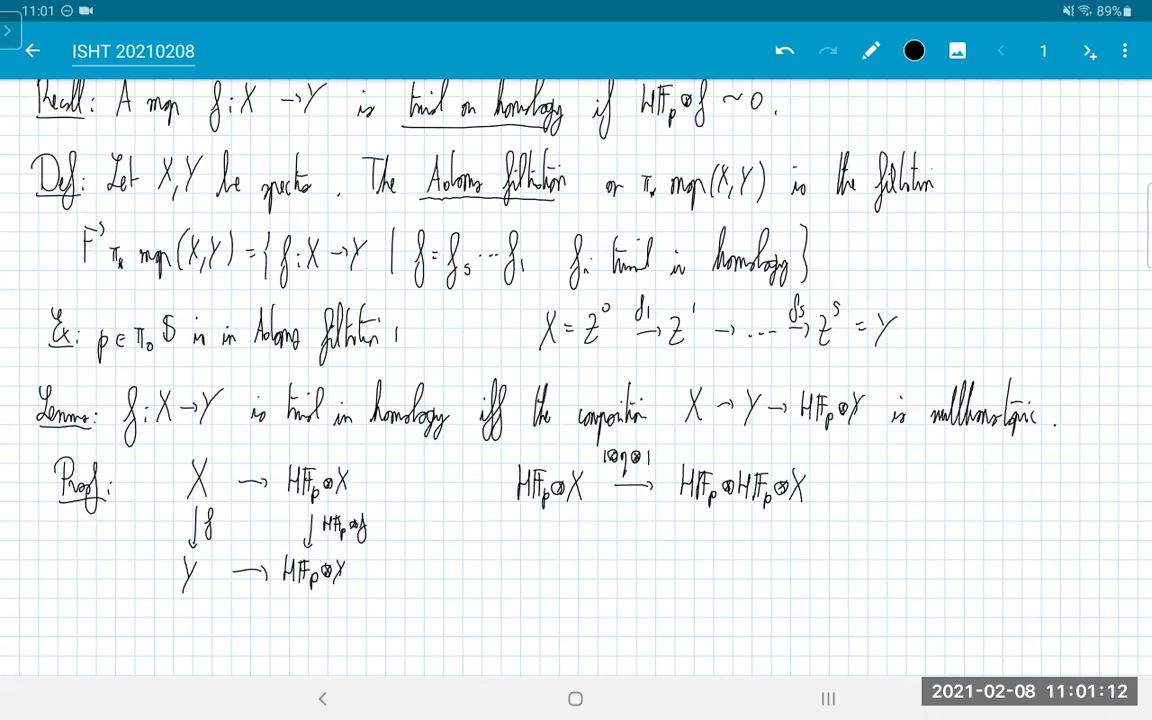 11:01 89%
ISHT 20210208 1
Recall: A map f: X → Y is trivial on homology if HF_p ⊗ f ~ 0.
Def: Let X, Y be spectra. The Adams filtration on π_* map(X,Y) is the filtration
F^s π_* map(X,Y) = { f: X → Y | f = f_s ... f_1 f_i trivial in homology }
Ex: p ∈ π_0 S is in Adams filtration 1 X = Z^0 →^{f_1} Z^1 → ... →^{f_s} Z^s = Y
Lemma: f: X → Y is trivial in homology iff the composition X → Y → HF_p ⊗ Y is nullhomotopic.
Proof: X → HF_p ⊗ X HF_p ⊗ X →^{1⊗η⊗1} HF_p ⊗ HF_p ⊗ X
↓ f ↓ HF_p ⊗ f
Y → HF_p ⊗ X
2021-02-08 11:01:12